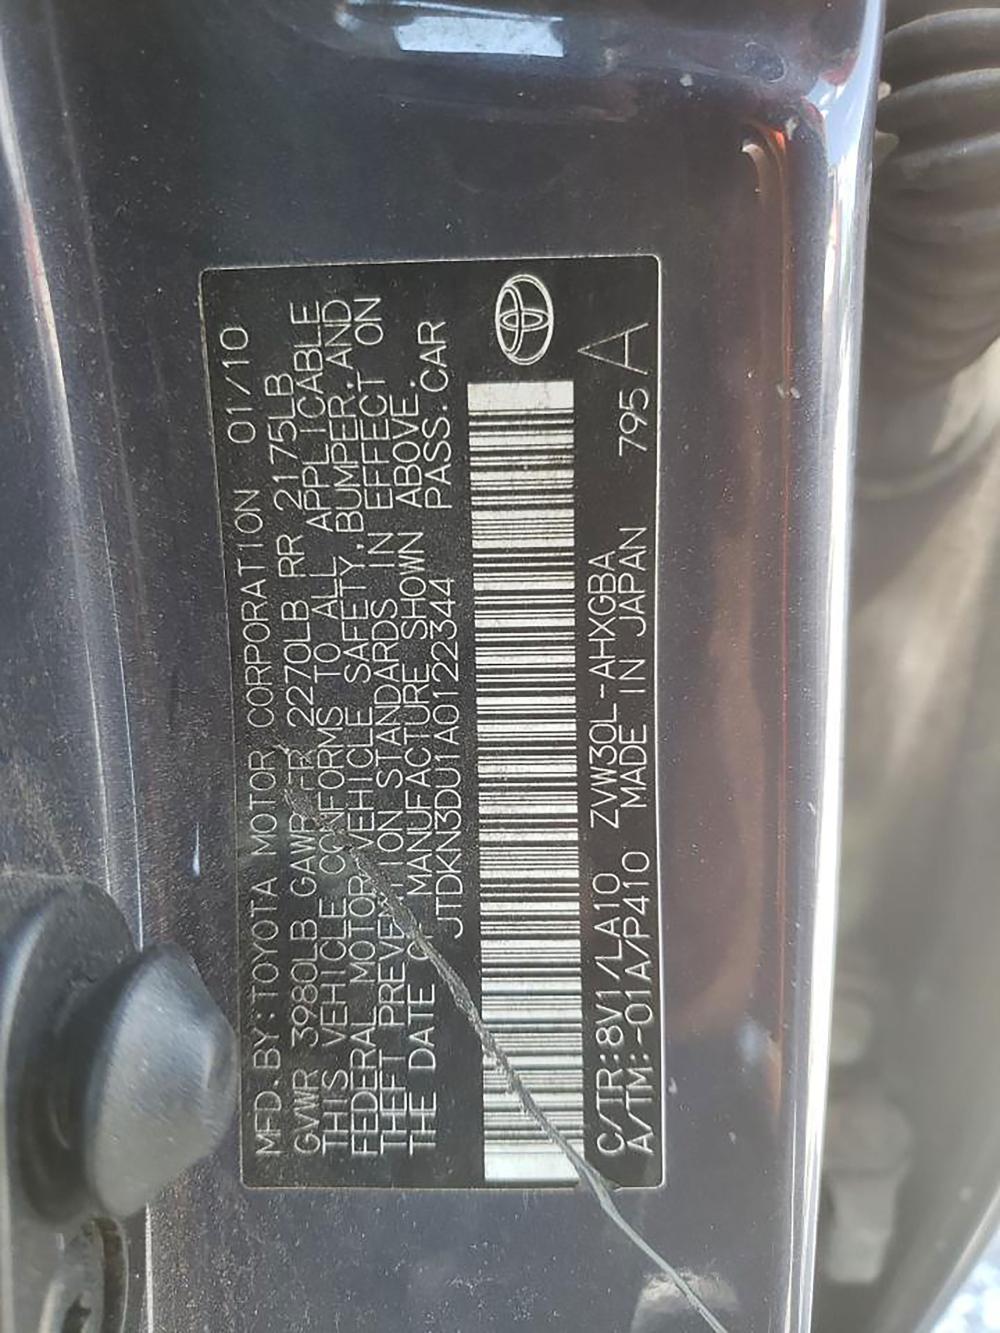 MFD.BY:TOYOTA MOTOR CORPORATION 01/10
GVWR 3980LB GAWR FR 2270LB RR 2175LB
THIS VEHICLE CONFORMS TO ALL APPLICABLE
FEDERAL MOTOR VEHICLE SAFETY,BUMPER,AND
THEFT PREVENTION STANDARDS IN EFFECT ON
THE DATE OF MANUFACTURE SHOWN ABOVE.
JTDKN3DU1A0122344 PASS.CAR
C/TR:8V1/LA10 ZVW30L-AHXGBA 795 A
A/TM:-01A/P410 MADE IN JAPAN